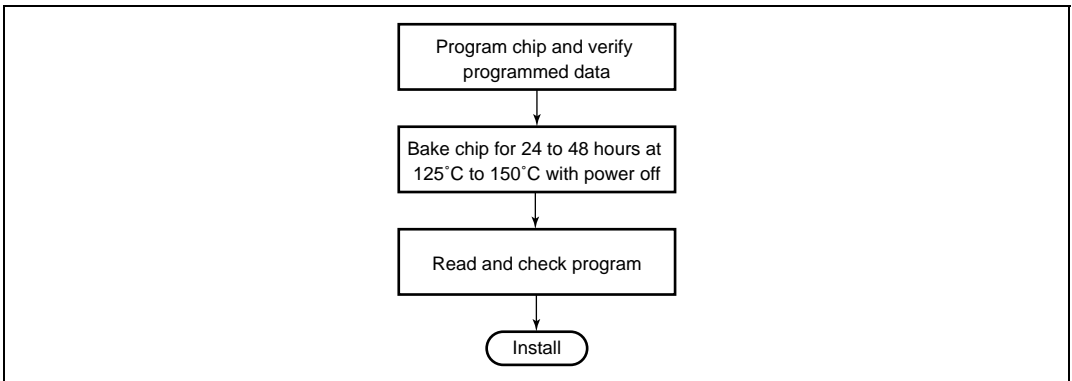 Program chip and verify
programmed data
Bake chip for 24 to 48 hours at
125˚C to 150˚C with power off
Read and check program
Install